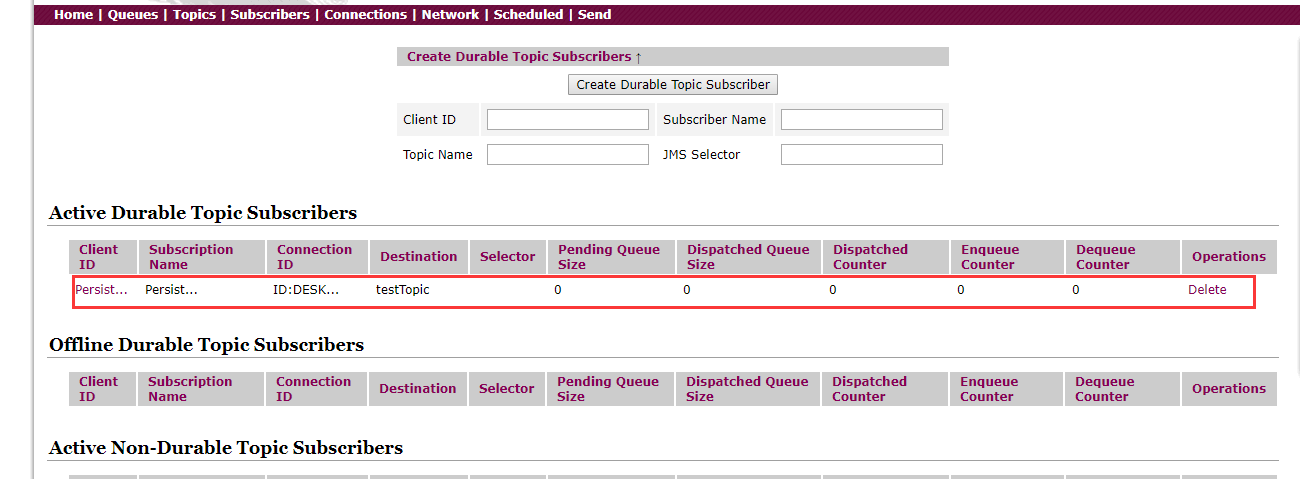 Home | Queues | Topics | Subscribers | Connections | Network | Scheduled | Send
Create Durable Topic Subscribers ↑
Create Durable Topic Subscriber
Client ID Subscriber Name
Topic Name JMS Selector
Active Durable Topic Subscribers
Client ID Subscription Name Connection ID Destination Selector Pending Queue Size Dispatched Queue Size Dispatched Counter Enqueue Counter Dequeue Counter Operations
Persist... Persist... ID:DESK... testTopic 0 0 0 0 0 Delete
Offline Durable Topic Subscribers
Client ID Subscription Name Connection ID Destination Selector Pending Queue Size Dispatched Queue Size Dispatched Counter Enqueue Counter Dequeue Counter Operations
Active Non-Durable Topic Subscribers